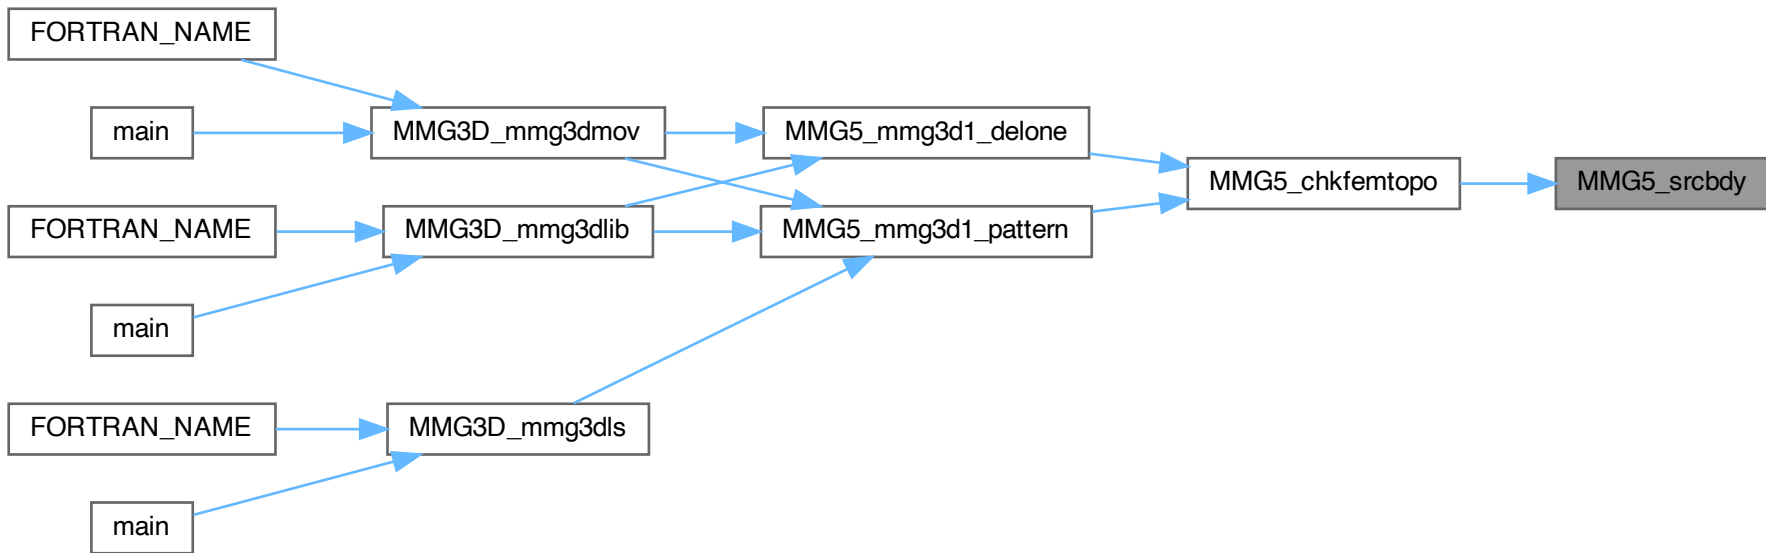 FORTRAN_NAME
main
MMG3D_mmg3dmov
MMG5_mmg3d1_delone
MMG5_chkfemtopo
MMG5_srcbdy
FORTRAN_NAME
MMG3D_mmg3dlib
MMG5_mmg3d1_pattern
main
FORTRAN_NAME
MMG3D_mmg3dls
main